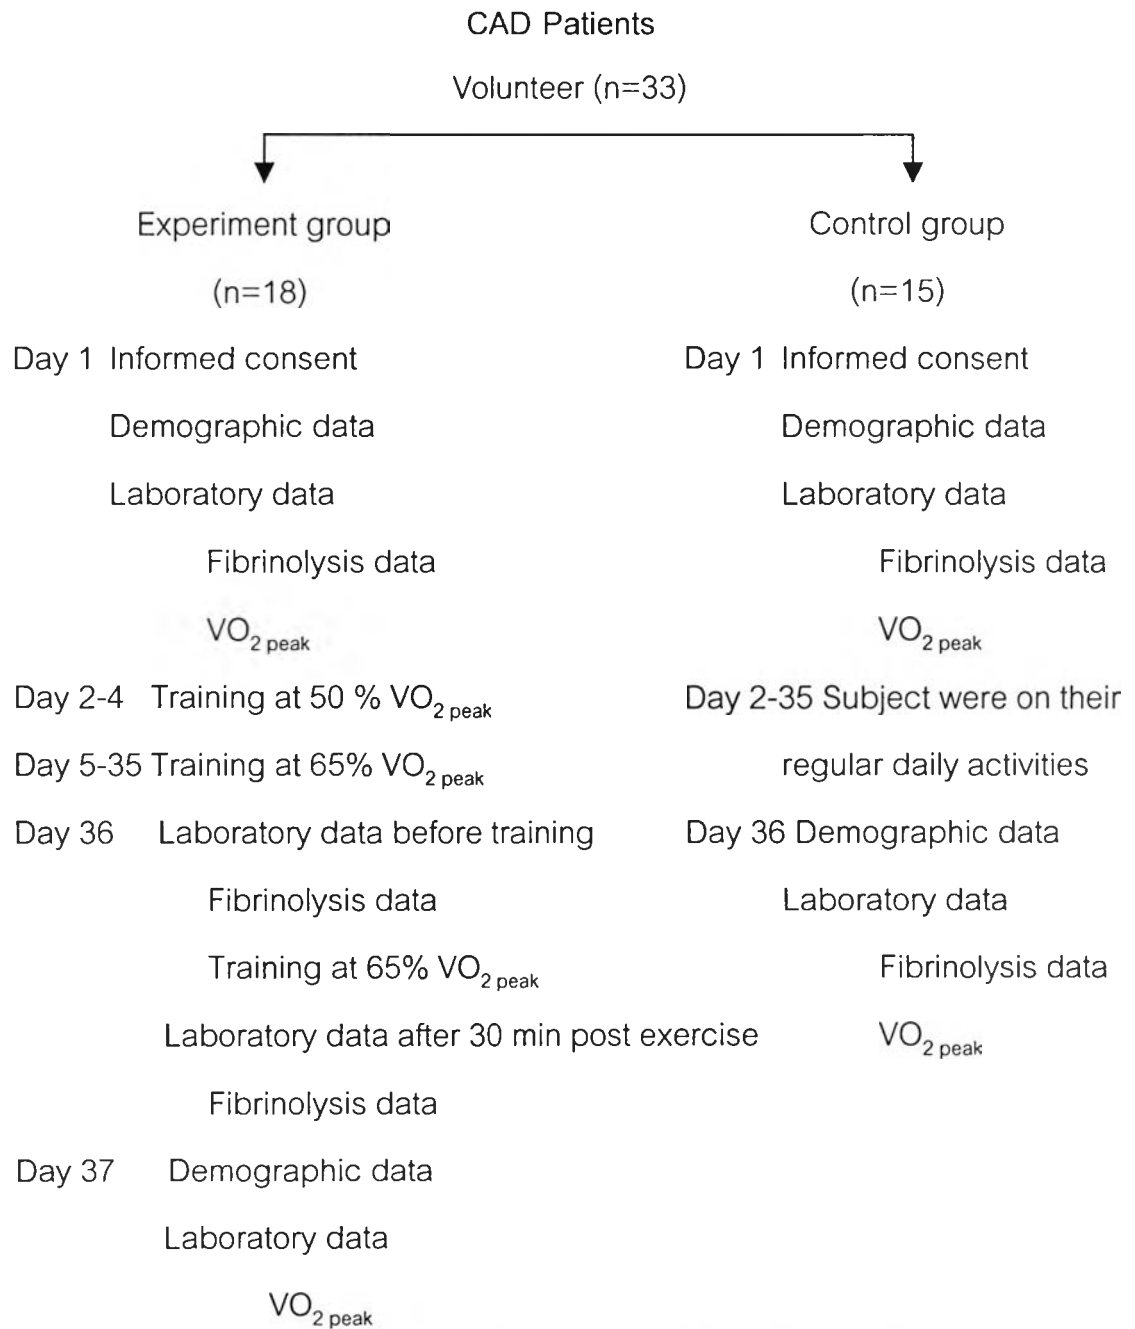 CAD Patients
Volunteer (n=33)
Experiment group
(n=18)
Day 1 Informed consent
Demographic data
Laboratory data
Fibrinolysis data
VO2 peak
Day 2-4 Training at 50 % VO2 peak
Day 5-35 Training at 65% VO2 peak
Day 36 Laboratory data before training
Fibrinolysis data
Training at 65% VO2 peak
Laboratory data after 30 min post exercise
Fibrinolysis data
Day 37 Demographic data
Laboratory data
VO2 peak
Control group
(n=15)
Day 1 Informed consent
Demographic data
Laboratory data
Fibrinolysis data
VO2 peak
Day 2-35 Subject were on their
regular daily activities
Day 36 Demographic data
Laboratory data
Fibrinolysis data
VO2 peak